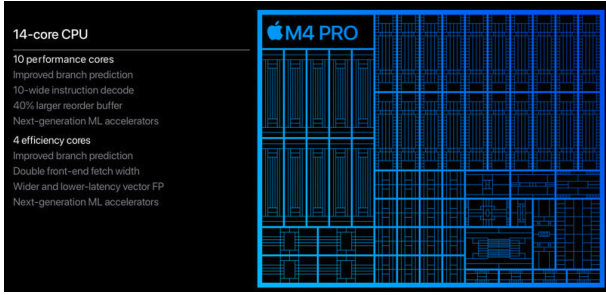 14-core CPU
10 performance cores
Improved branch prediction
10-wide instruction decode
40% larger reorder buffer
Next-generation ML accelerators
4 efficiency cores
Improved branch prediction
Double front-end fetch width
Wider and lower-latency vector FP
Next-generation ML accelerators
M4 PRO